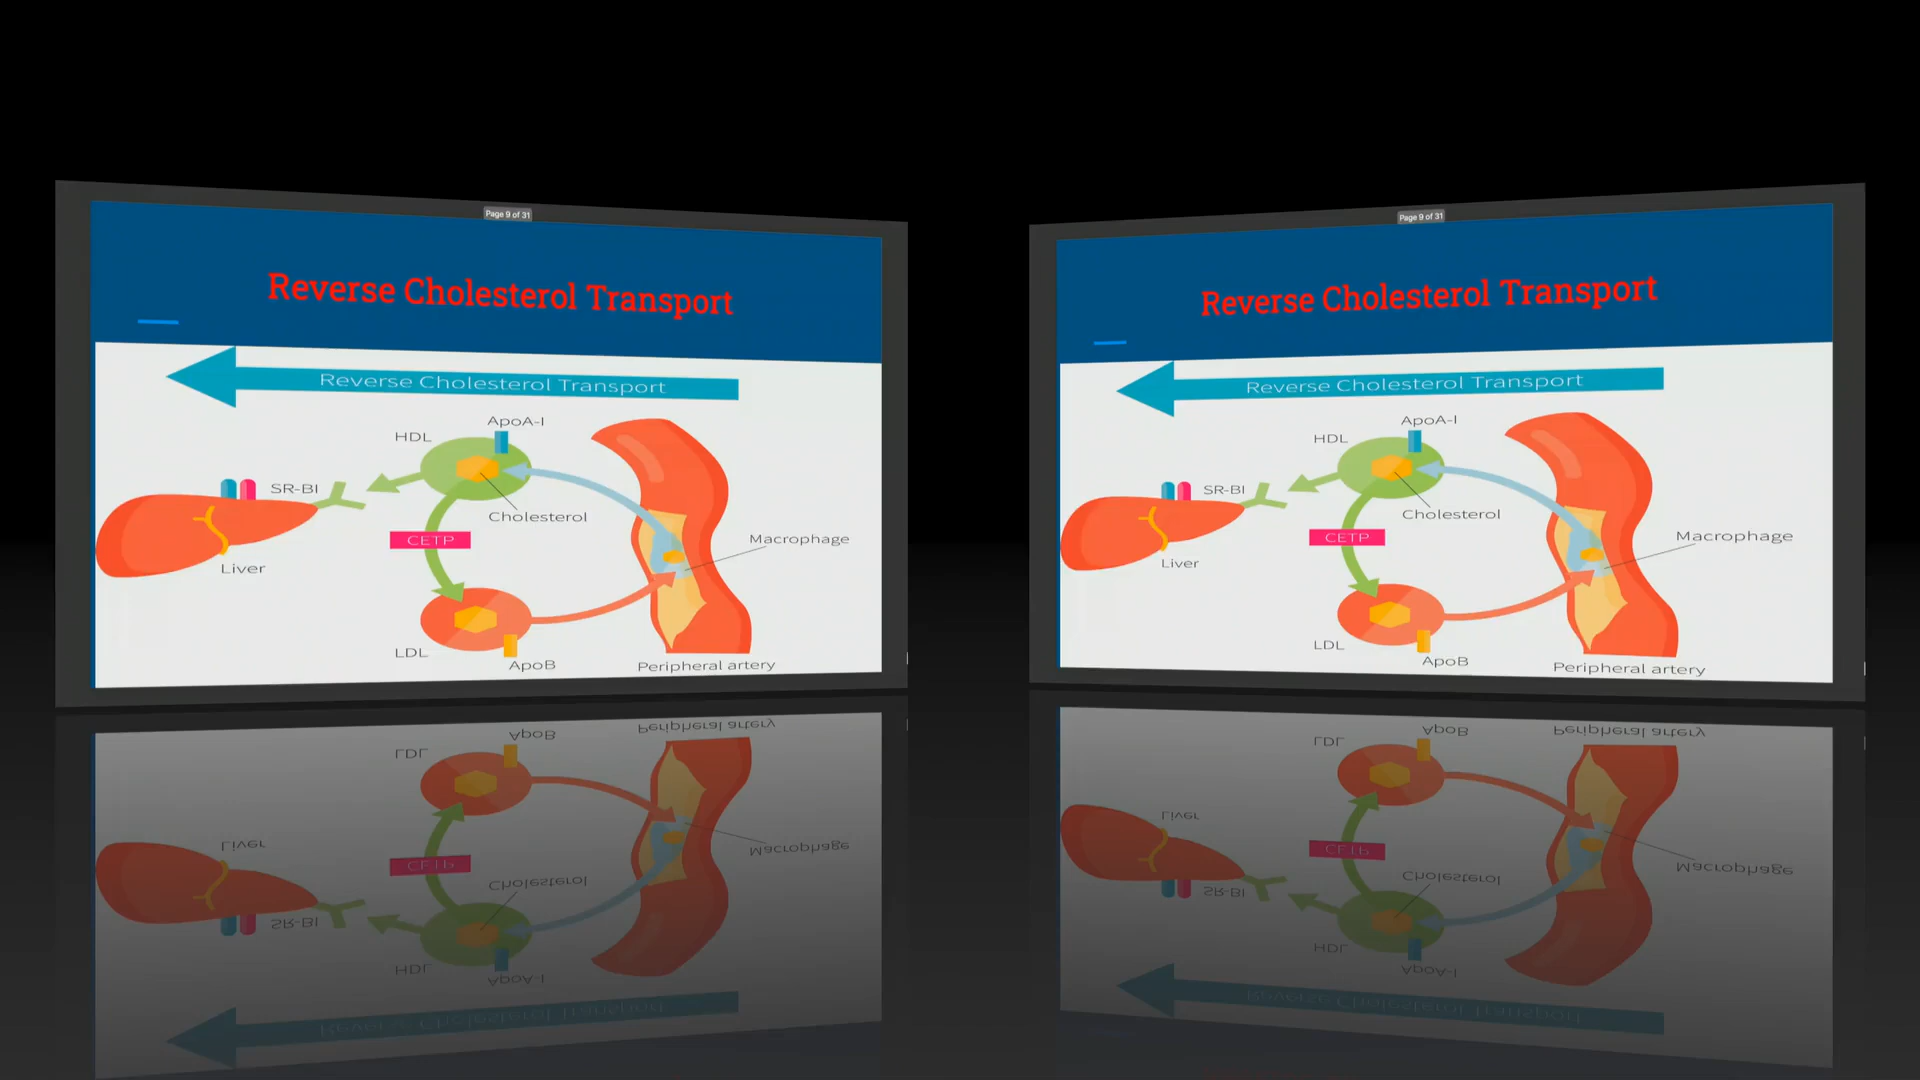 Page 9 of 31
Reverse Cholesterol Transport
Reverse Cholesterol Transport
ApoA-I
HDL
SR-BI
Cholesterol
CETP
Macrophage
Liver
LDL
ApoB
Peripheral artery
Page 9 of 31
Reverse Cholesterol Transport
Reverse Cholesterol Transport
ApoA-I
HDL
SR-BI
Cholesterol
CETP
Macrophage
Liver
LDL
ApoB
Peripheral artery